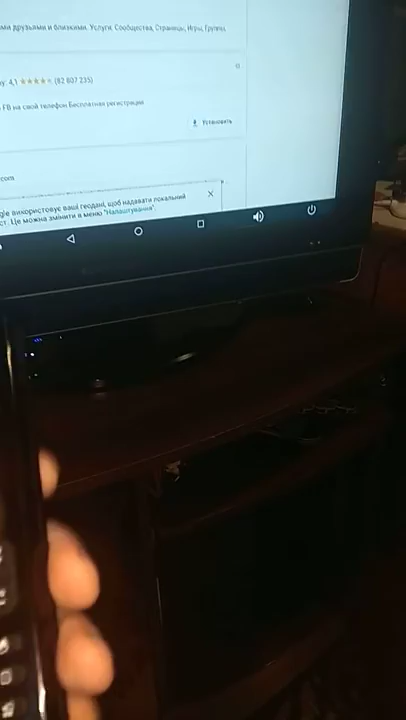 ми друзьями и близкими. Услуги. Сообщества, Страницы, Игры, Группы,
4,1 ★★★★★ (82 607 235)
FB на свой телефон Бесплатная регистрация
Установить
com
gle використовує ваші геодані, щоб надавати локальний
ст. Це можна змінити в меню "Налаштування".